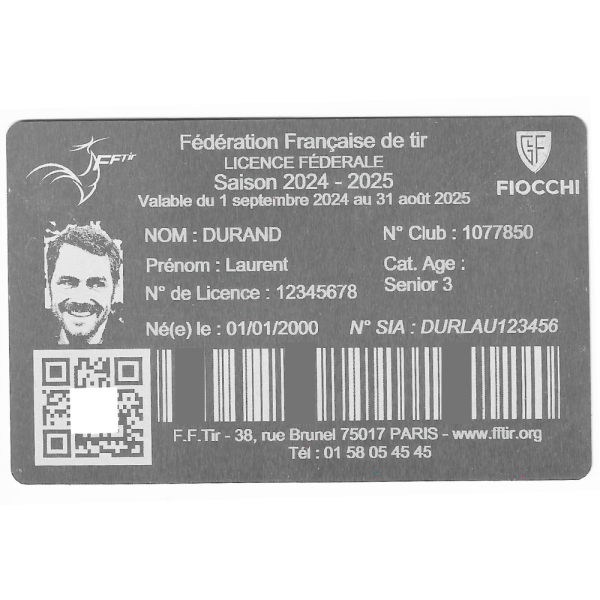 FFTir
Fédération Française de tir
LICENCE FÉDERALE
Saison 2024 - 2025
Valable du 1 septembre 2024 au 31 août 2025
GF
FIOCCHI
NOM : DURAND
N° Club : 1077850
Prénom : Laurent
Cat. Age :
Senior 3
N° de Licence : 12345678
Né(e) le : 01/01/2000
N° SIA : DURLAU123456
F.F.Tir - 38, rue Brunel 75017 PARIS - www.fftir.org
Tél : 01 58 05 45 45